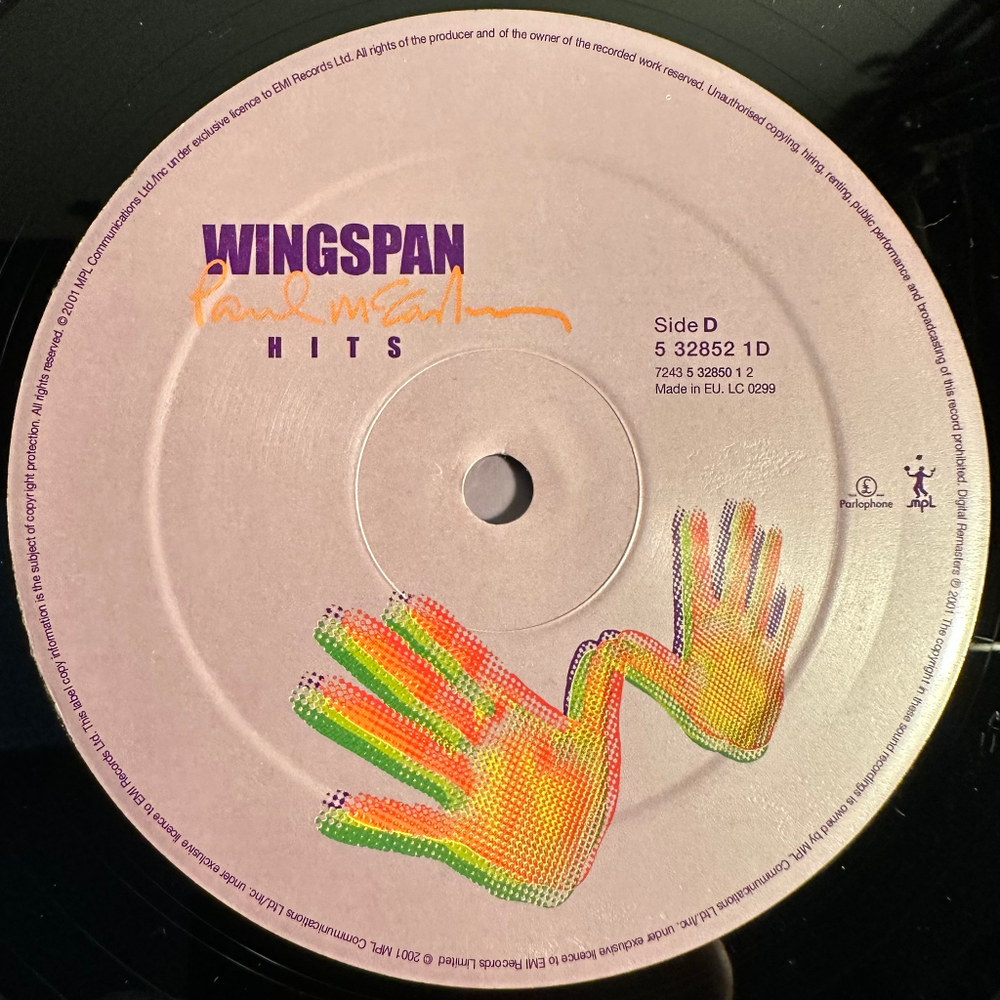 WINGSPAN
Paul McCartney
HITS
Side D
5 32852 1D
7243 5 32850 1 2
Made in EU. LC 0299
£
Parlophone
mpL
℗ 2001 The copyright in these sound recordings is owned by MPL Communications Ltd./Inc. under exclusive licence to EMI Records Ltd. © 2001 MPL Communications Ltd./Inc. under exclusive licence to EMI Records Limited This label copy information is the subject of copyright protection. All rights reserved. © 2001 MPL Communications Ltd./Inc under exclusive licence to EMI Records Ltd. All rights of the producer and of the owner of the recorded work reserved. Unauthorised copying, hiring, renting, public performance and broadcasting of this record prohibited. Digital Remasters